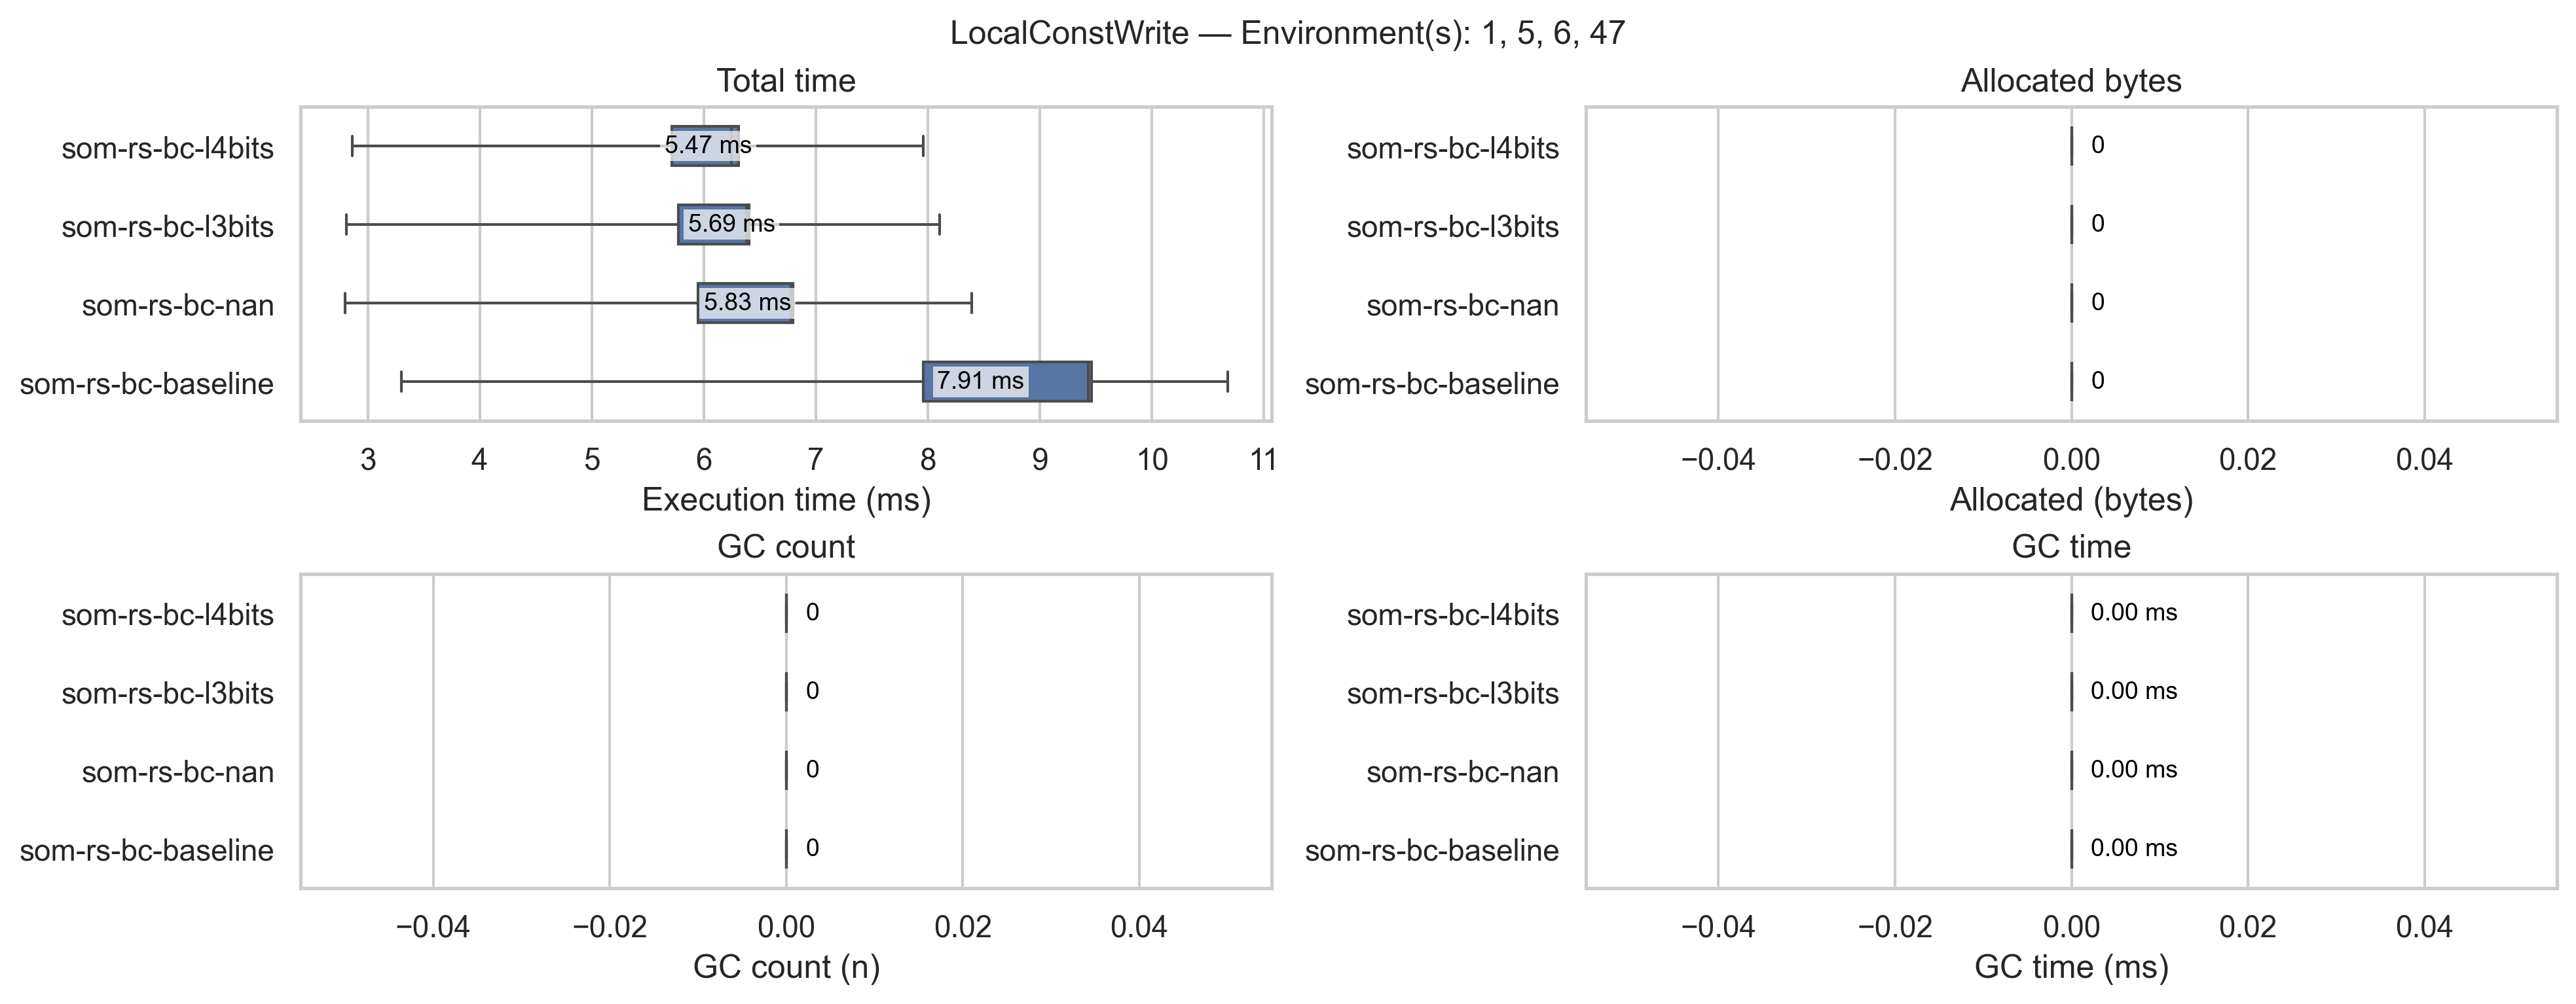 LocalConstWrite — Environment(s): 1, 5, 6, 47
Total time
som-rs-bc-l4bits
5.47 ms
som-rs-bc-l3bits
5.69 ms
som-rs-bc-nan
5.83 ms
som-rs-bc-baseline
7.91 ms
3 4 5 6 7 8 9 10 11
Execution time (ms)
Allocated bytes
som-rs-bc-l4bits
0
som-rs-bc-l3bits
0
som-rs-bc-nan
0
som-rs-bc-baseline
0
−0.04 −0.02 0.00 0.02 0.04
Allocated (bytes)
GC count
som-rs-bc-l4bits
0
som-rs-bc-l3bits
0
som-rs-bc-nan
0
som-rs-bc-baseline
0
−0.04 −0.02 0.00 0.02 0.04
GC count (n)
GC time
som-rs-bc-l4bits
0.00 ms
som-rs-bc-l3bits
0.00 ms
som-rs-bc-nan
0.00 ms
som-rs-bc-baseline
0.00 ms
−0.04 −0.02 0.00 0.02 0.04
GC time (ms)